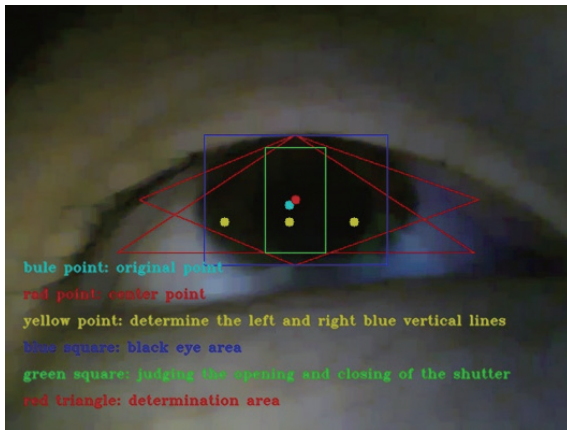 bule point: original point
red point: center point
yellow point: determine the left and right blue vertical lines
blue square: black eye area
green square: judging the opening and closing of the shutter
red triangle: determination area